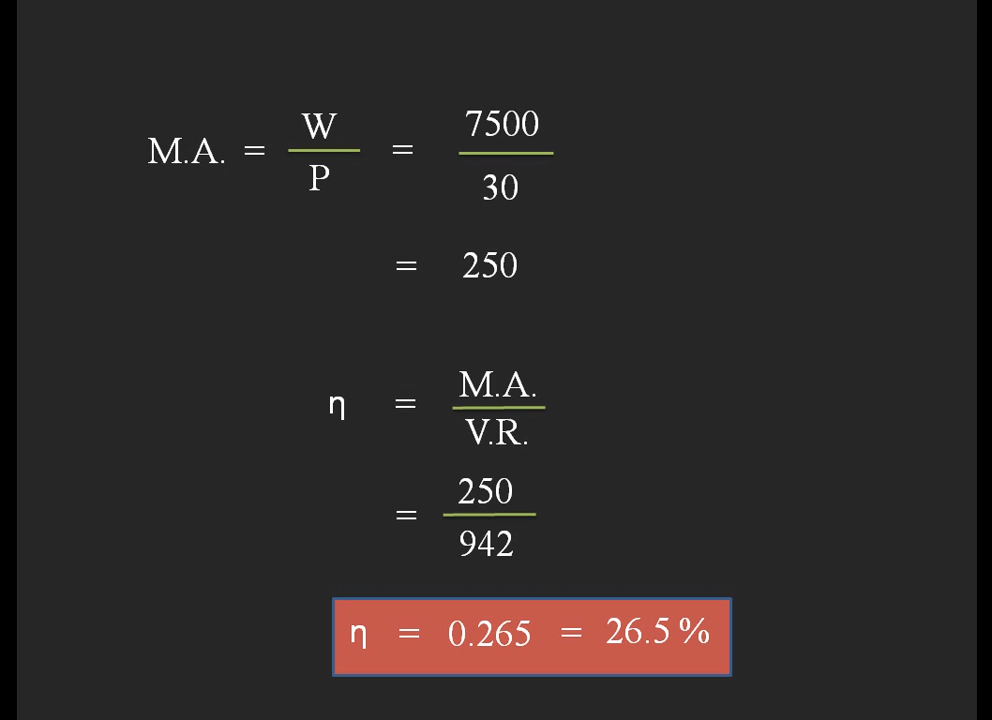 M.A. = W / P = 7500 / 30
= 250
η = M.A. / V.R.
= 250 / 942
η = 0.265 = 26.5 %